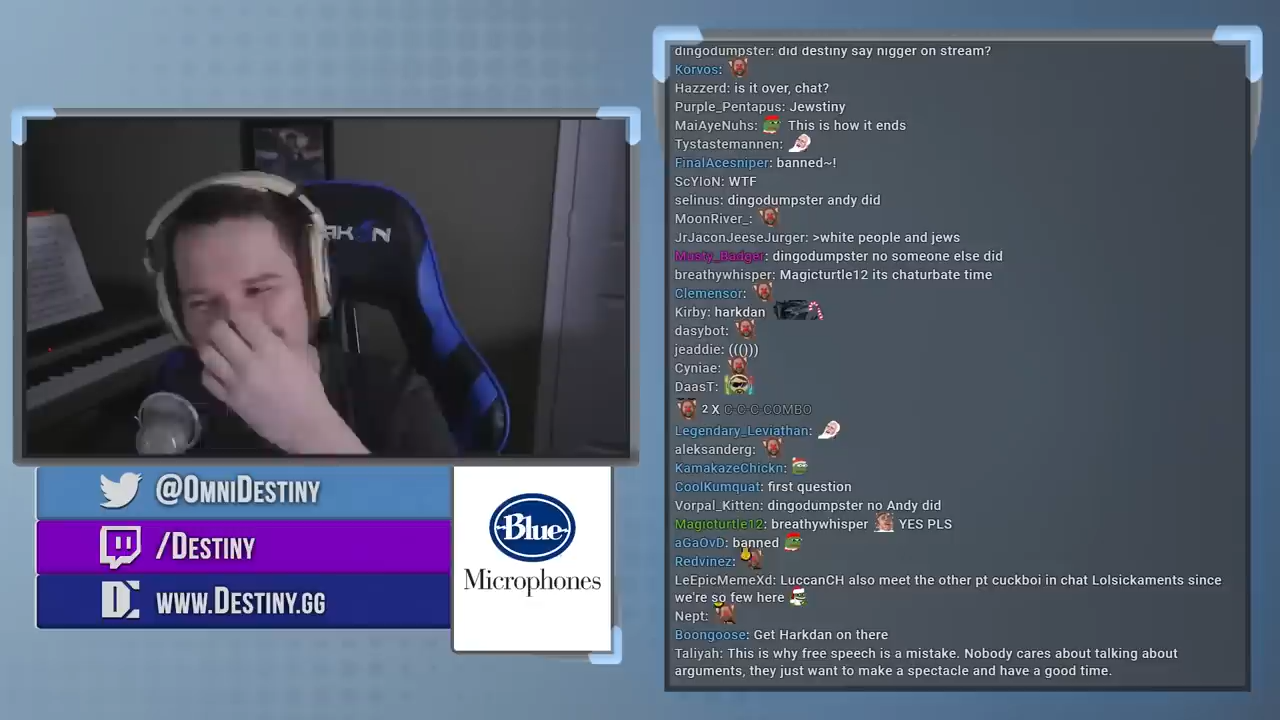 dingodumpster: did destiny say nigger on stream?
Korvos:
Hazzerd: is it over, chat?
Purple_Pentapus: Jewstiny
MaiAyeNuhs: This is how it ends
Tystastemannen:
FinalAcesniper: banned~!
ScYIoN: WTF
selinus: dingodumpster andy did
MoonRiver_:
JrJaconJeeseJurger: >white people and jews
Musty_Badger: dingodumpster no someone else did
breathywhisper: Magicturtle12 its chaturbate time
Clemensor:
Kirby: harkdan
dasybot:
jeaddie: ((()))
Cyniae:
DaasT:
2 X C-C-C-COMBO
Legendary_Leviathan:
aleksanderg:
KamakazeChickn:
CoolKumquat: first question
Vorpal_Kitten: dingodumpster no Andy did
Magicturtle12: breathywhisper YES PLS
aGaOvD: banned
Redvinez:
LeEpicMemeXd: LuccanCH also meet the other pt cuckboi in chat Lolsickaments since
we're so few here
Nept:
Boongoose: Get Harkdan on there
Taliyah: This is why free speech is a mistake. Nobody cares about talking about
arguments, they just want to make a spectacle and have a good time.
AKON
@OmniDestiny
/Destiny
www.Destiny.gg
Blue
Microphones